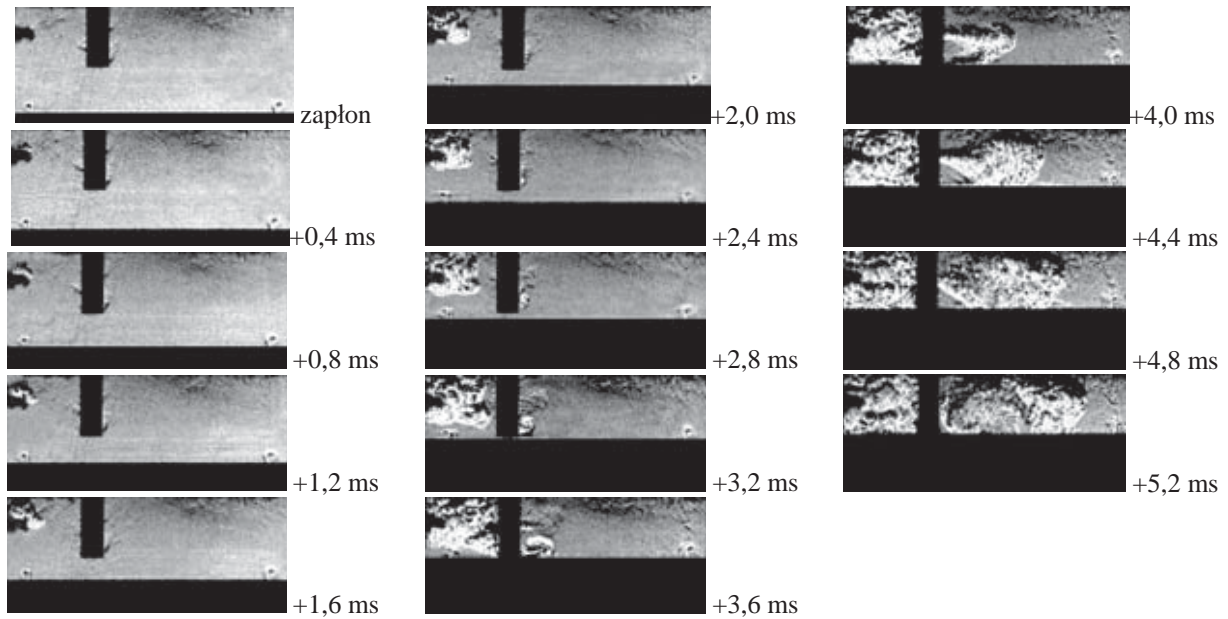 zapłon
+0,4 ms
+0,8 ms
+1,2 ms
+1,6 ms
+2,0 ms
+2,4 ms
+2,8 ms
+3,2 ms
+3,6 ms
+4,0 ms
+4,4 ms
+4,8 ms
+5,2 ms